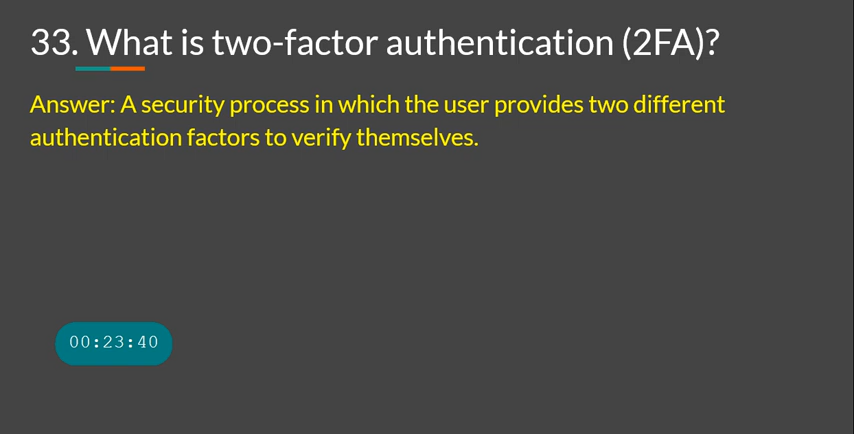 33. What is two-factor authentication (2FA)?
Answer: A security process in which the user provides two different
authentication factors to verify themselves.
00:23:40